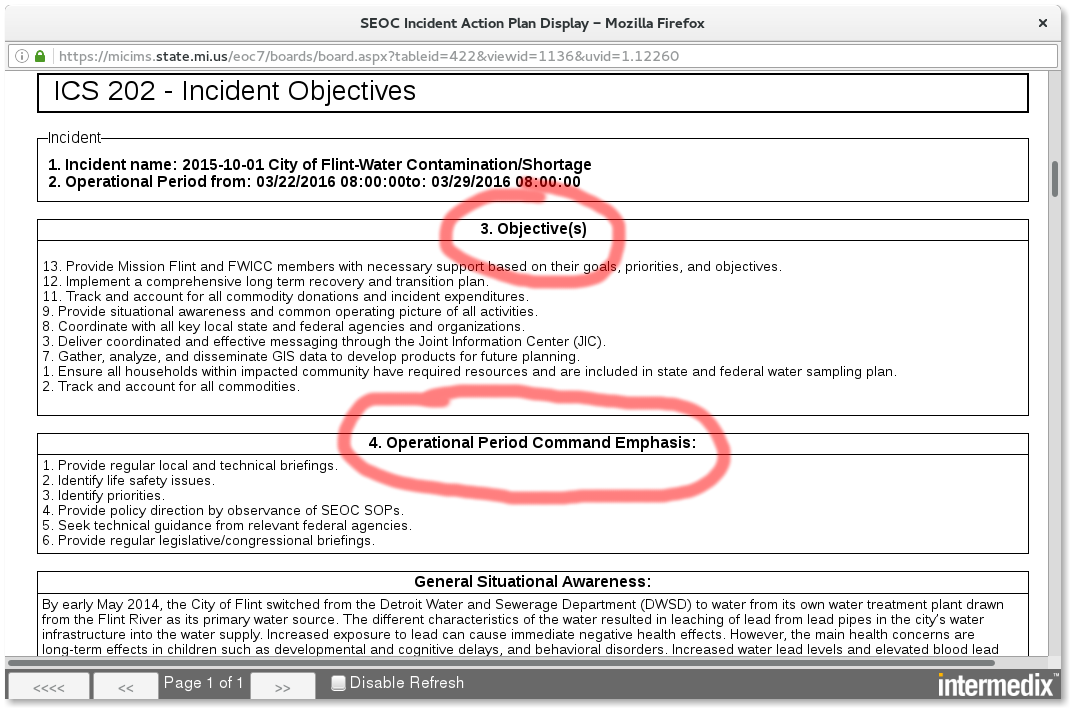 SEOC Incident Action Plan Display – Mozilla Firefox
https://micims.state.mi.us/eoc7/boards/board.aspx?tableid=422&viewid=1136&uvid=1.12260
ICS 202 - Incident Objectives
Incident
1. Incident name: 2015-10-01 City of Flint-Water Contamination/Shortage
2. Operational Period from: 03/22/2016 08:00:00to: 03/29/2016 08:00:00
3. Objective(s)
13. Provide Mission Flint and FWICC members with necessary support based on their goals, priorities, and objectives.
12. Implement a comprehensive long term recovery and transition plan.
11. Track and account for all commodity donations and incident expenditures.
9. Provide situational awareness and common operating picture of all activities.
8. Coordinate with all key local state and federal agencies and organizations.
3. Deliver coordinated and effective messaging through the Joint Information Center (JIC).
7. Gather, analyze, and disseminate GIS data to develop products for future planning.
1. Ensure all households within impacted community have required resources and are included in state and federal water sampling plan.
2. Track and account for all commodities.
4. Operational Period Command Emphasis:
1. Provide regular local and technical briefings.
2. Identify life safety issues.
3. Identify priorities.
4. Provide policy direction by observance of SEOC SOPs.
5. Seek technical guidance from relevant federal agencies.
6. Provide regular legislative/congressional briefings.
General Situational Awareness:
By early May 2014, the City of Flint switched from the Detroit Water and Sewerage Department (DWSD) to water from its own water treatment plant drawn
from the Flint River as its primary water source. The different characteristics of the water resulted in leaching of lead from lead pipes in the city's water
infrastructure into the water supply. Increased exposure to lead can cause immediate negative health effects. However, the main health concerns are
long-term effects in children such as developmental and cognitive delays, and behavioral disorders. Increased water lead levels and elevated blood lead
<<<< << Page 1 of 1 >> Disable Refresh intermedix™